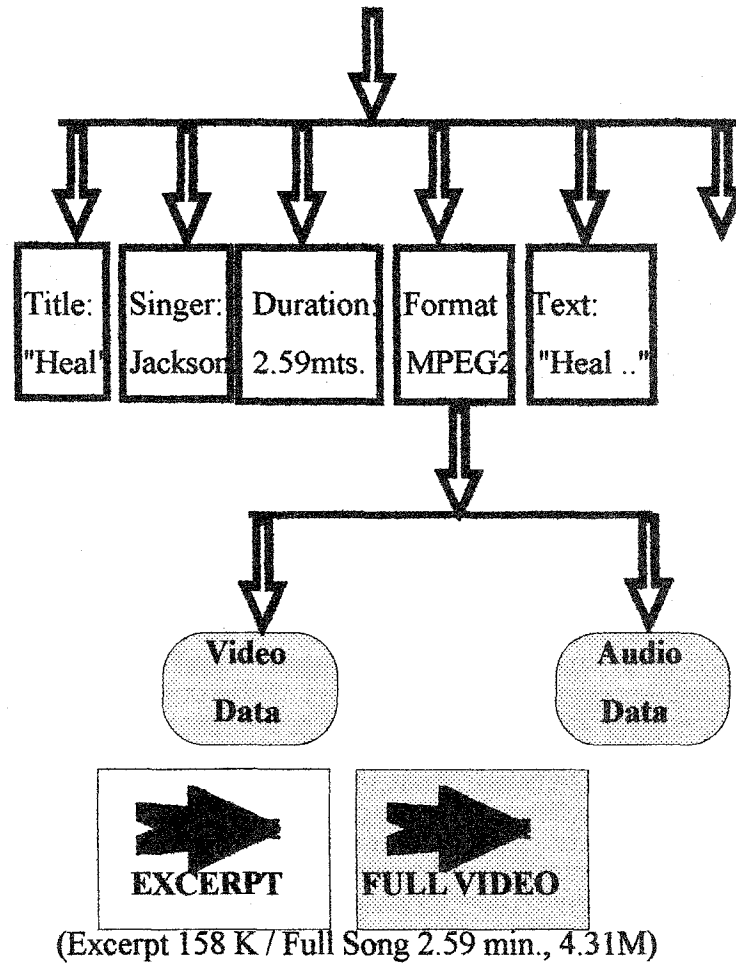 Title:
"Heal"
Singer:
Jackson
Duration:
2.59mts.
Format
MPEG2
Text:
"Heal .."
Video
Data
Audio
Data
EXCERPT
FULL VIDEO
(Excerpt 158 K / Full Song 2.59 min., 4.31M)